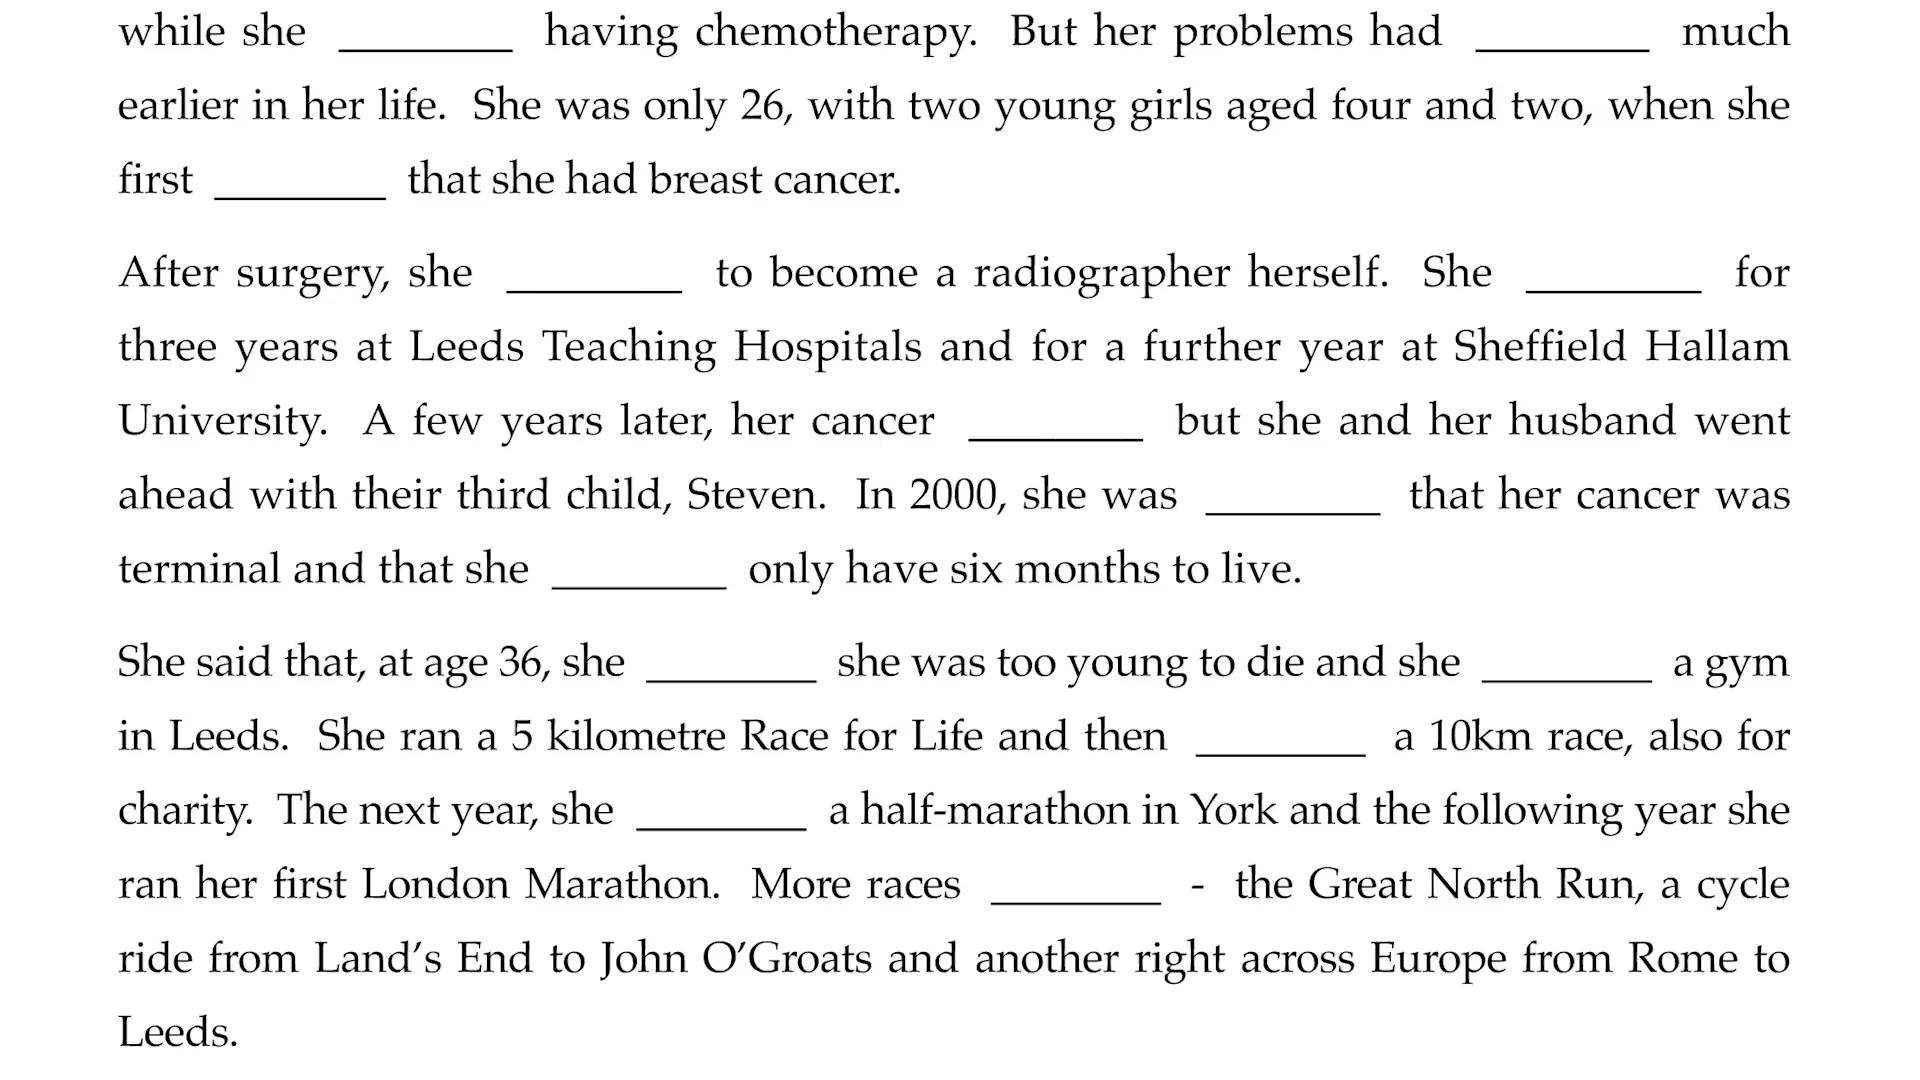 while she ________ having chemotherapy. But her problems had ________ much
earlier in her life. She was only 26, with two young girls aged four and two, when she
first ________ that she had breast cancer.
After surgery, she ________ to become a radiographer herself. She ________ for
three years at Leeds Teaching Hospitals and for a further year at Sheffield Hallam
University. A few years later, her cancer ________ but she and her husband went
ahead with their third child, Steven. In 2000, she was ________ that her cancer was
terminal and that she ________ only have six months to live.
She said that, at age 36, she ________ she was too young to die and she ________ a gym
in Leeds. She ran a 5 kilometre Race for Life and then ________ a 10km race, also for
charity. The next year, she ________ a half-marathon in York and the following year she
ran her first London Marathon. More races ________ - the Great North Run, a cycle
ride from Land's End to John O'Groats and another right across Europe from Rome to
Leeds.